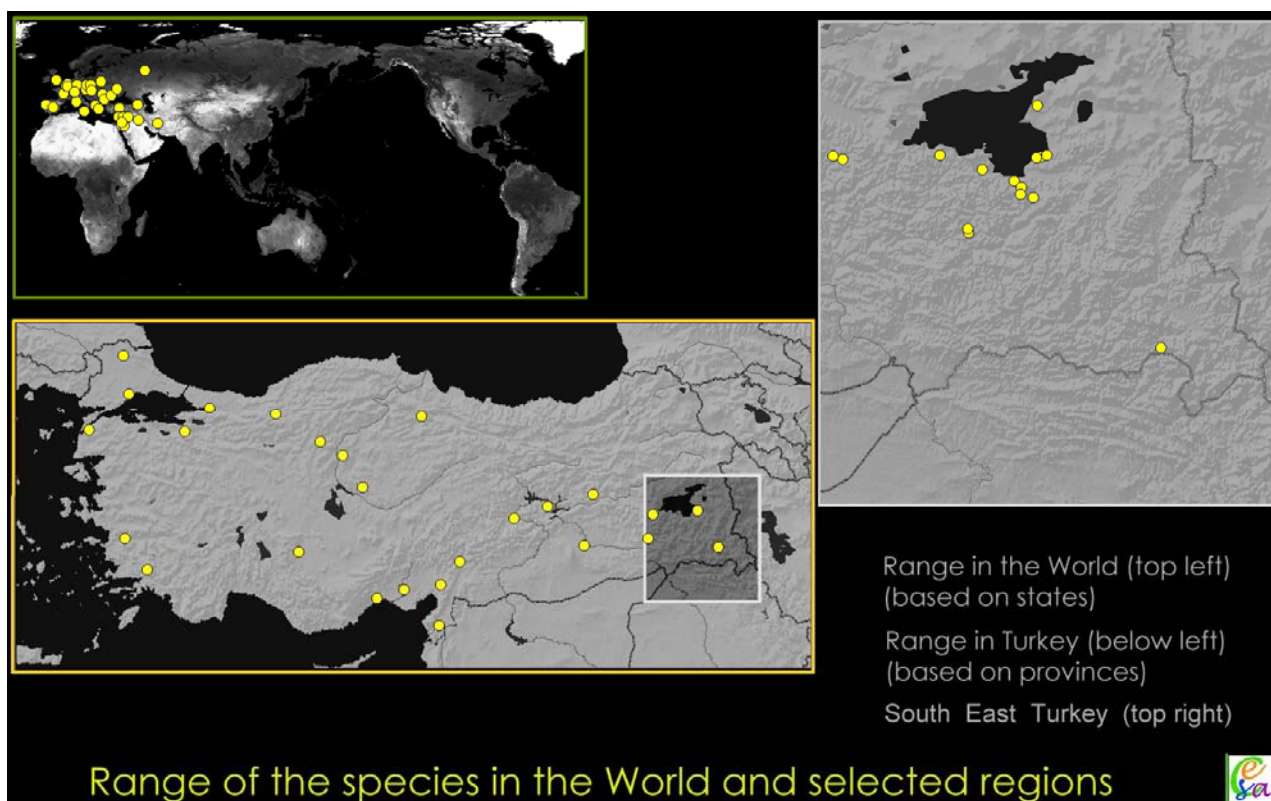 Range in the World (top left)
(based on states)
Range in Turkey (below left)
(based on provinces)
South East Turkey (top right)
Range of the species in the World and selected regions
esa